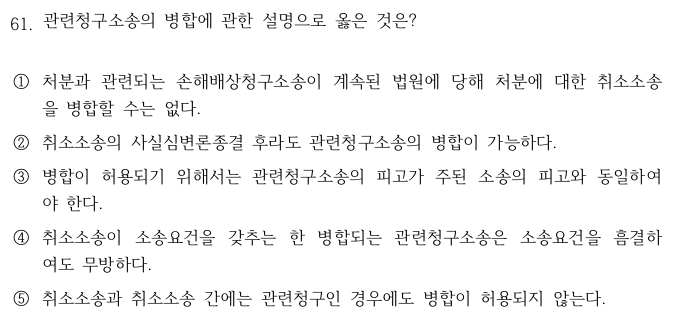 61. 관련청구소송의 병합에 관한 설명으로 옳은 것은?
① 처분과 관련되는 손해배상청구소송이 계속된 법원에 당해 처분에 대한 취소소송
을 병합할 수는 없다.
② 취소소송의 사실심변론종결 후라도 관련청구소송의 병합이 가능하다.
③ 병합이 허용되기 위해서는 관련청구소송의 피고가 주된 소송의 피고와 동일하여
야 한다.
④ 취소소송이 소송요건을 갖추는 한 병합되는 관련청구소송은 소송요건을 흠결하
여도 무방하다.
⑤ 취소소송과 취소소송 간에는 관련청구인 경우에도 병합이 허용되지 않는다.